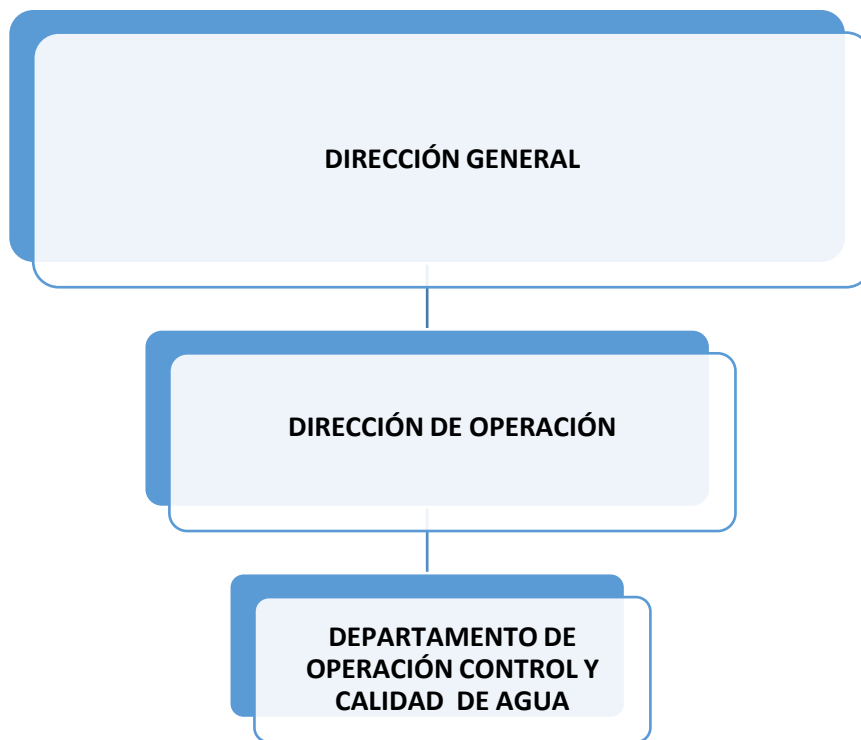 DIRECCIÓN GENERAL
DIRECCIÓN DE OPERACIÓN
DEPARTAMENTO DE
OPERACIÓN CONTROL Y
CALIDAD  DE AGUA